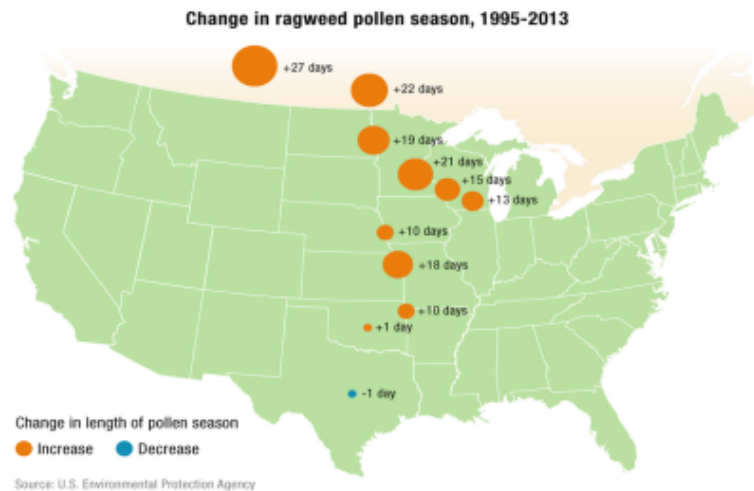 Change in ragweed pollen season, 1995-2013
+27 days
+22 days
+19 days
+21 days
+15 days
+13 days
+10 days
+18 days
+10 days
+1 day
-1 day
Change in length of pollen season
Increase Decrease
Source: U.S. Environmental Protection Agency